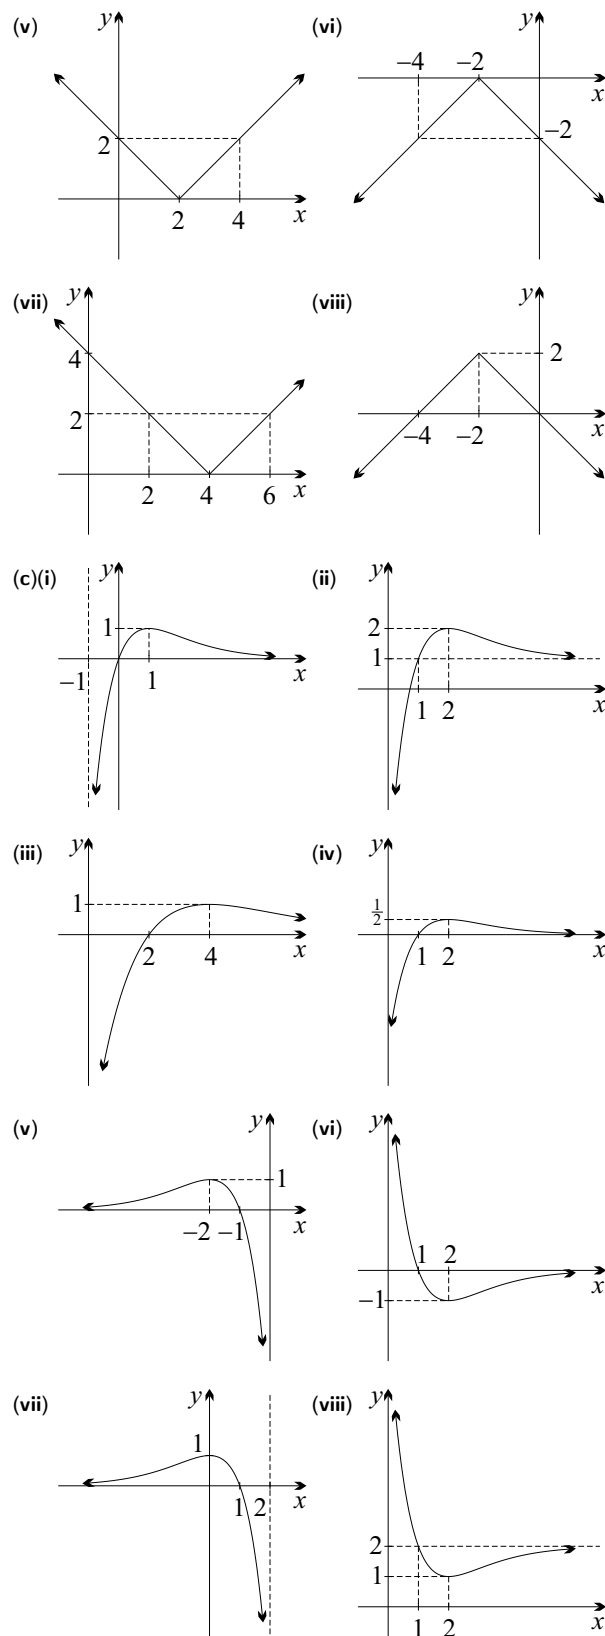 (v) y 2 2 4 x
(vi) y −4 −2 x −2
(vii) y 4 2 2 4 6 x
(viii) y 2 −4 −2 x
(c)(i) y 1 −1 1 x
(ii) y 2 1 1 2 x
(iii) y 1 2 4 x
(iv) y 1/2 1 2 x
(v) y 1 −2 −1 x
(vi) y 1 2 −1 x
(vii) y 1 1 2 x
(viii) y 2 1 1 2 x